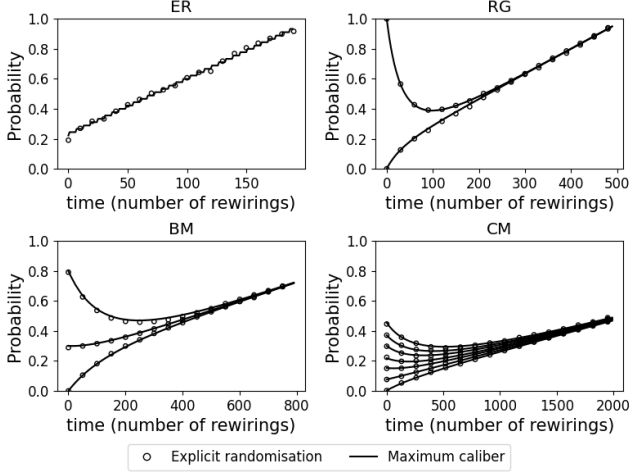 ER
Probability
1.0
0.8
0.6
0.4
0.2
0.0
0 50 100 150
time (number of rewirings)
RG
Probability
1.0
0.8
0.6
0.4
0.2
0.0
0 100 200 300 400 500
time (number of rewirings)
BM
Probability
1.0
0.8
0.6
0.4
0.2
0.0
0 200 400 600 800
time (number of rewirings)
CM
Probability
1.0
0.8
0.6
0.4
0.2
0.0
0 500 1000 1500 2000
time (number of rewirings)
Explicit randomisation Maximum caliber